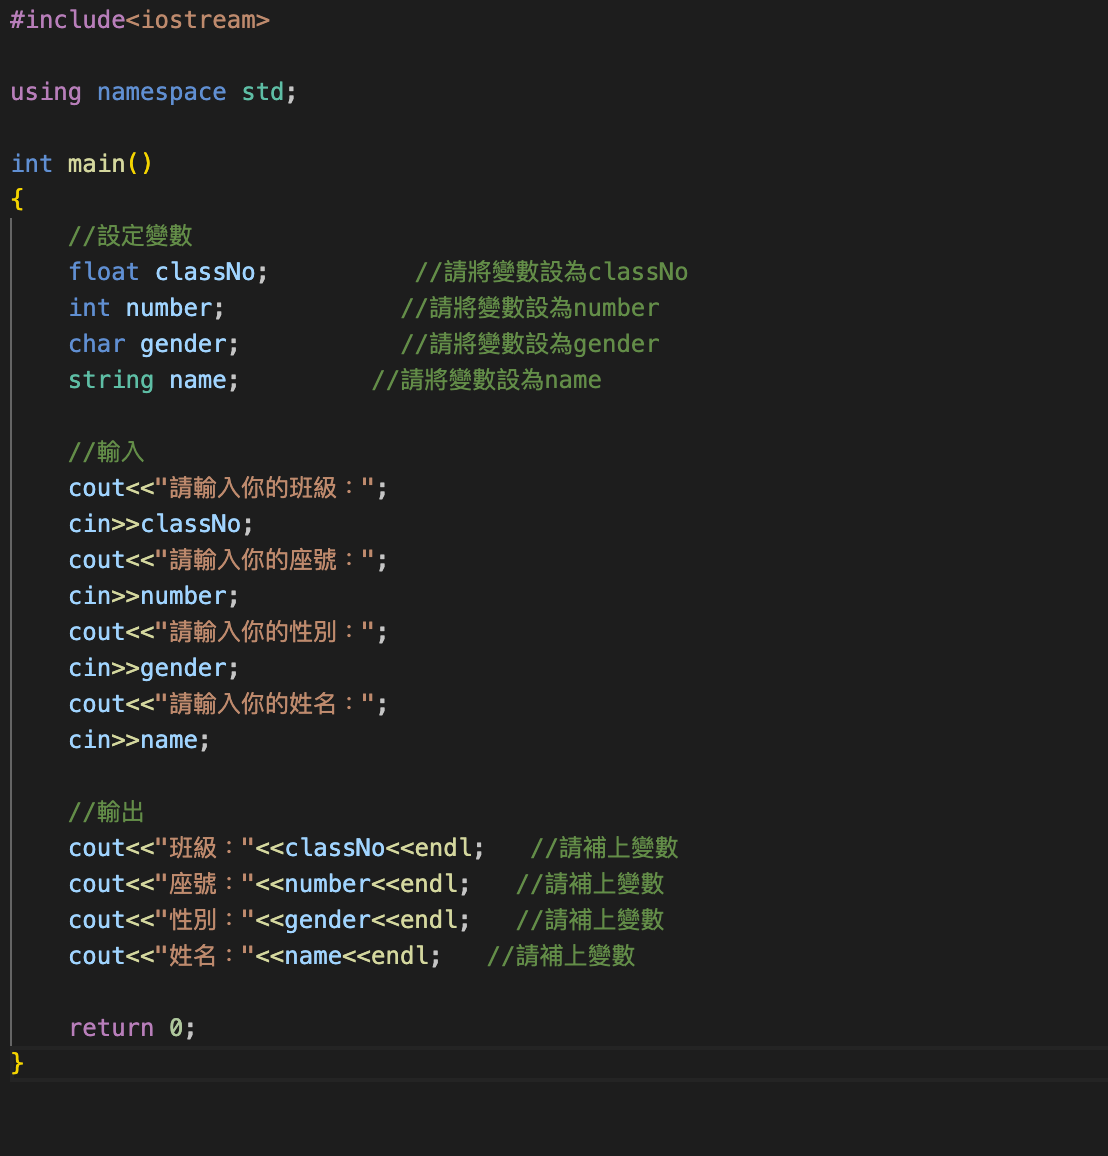 #include<iostream>
using namespace std;
int main()
{
//設定變數
float classNo; //請將變數設為classNo
int number; //請將變數設為number
char gender; //請將變數設為gender
string name; //請將變數設為name
//輸入
cout<<"請輸入你的班級：";
cin>>classNo;
cout<<"請輸入你的座號：";
cin>>number;
cout<<"請輸入你的性別：";
cin>>gender;
cout<<"請輸入你的姓名：";
cin>>name;
//輸出
cout<<"班級："<<classNo<<endl; //請補上變數
cout<<"座號："<<number<<endl; //請補上變數
cout<<"性別："<<gender<<endl; //請補上變數
cout<<"姓名："<<name<<endl; //請補上變數
return 0;
}